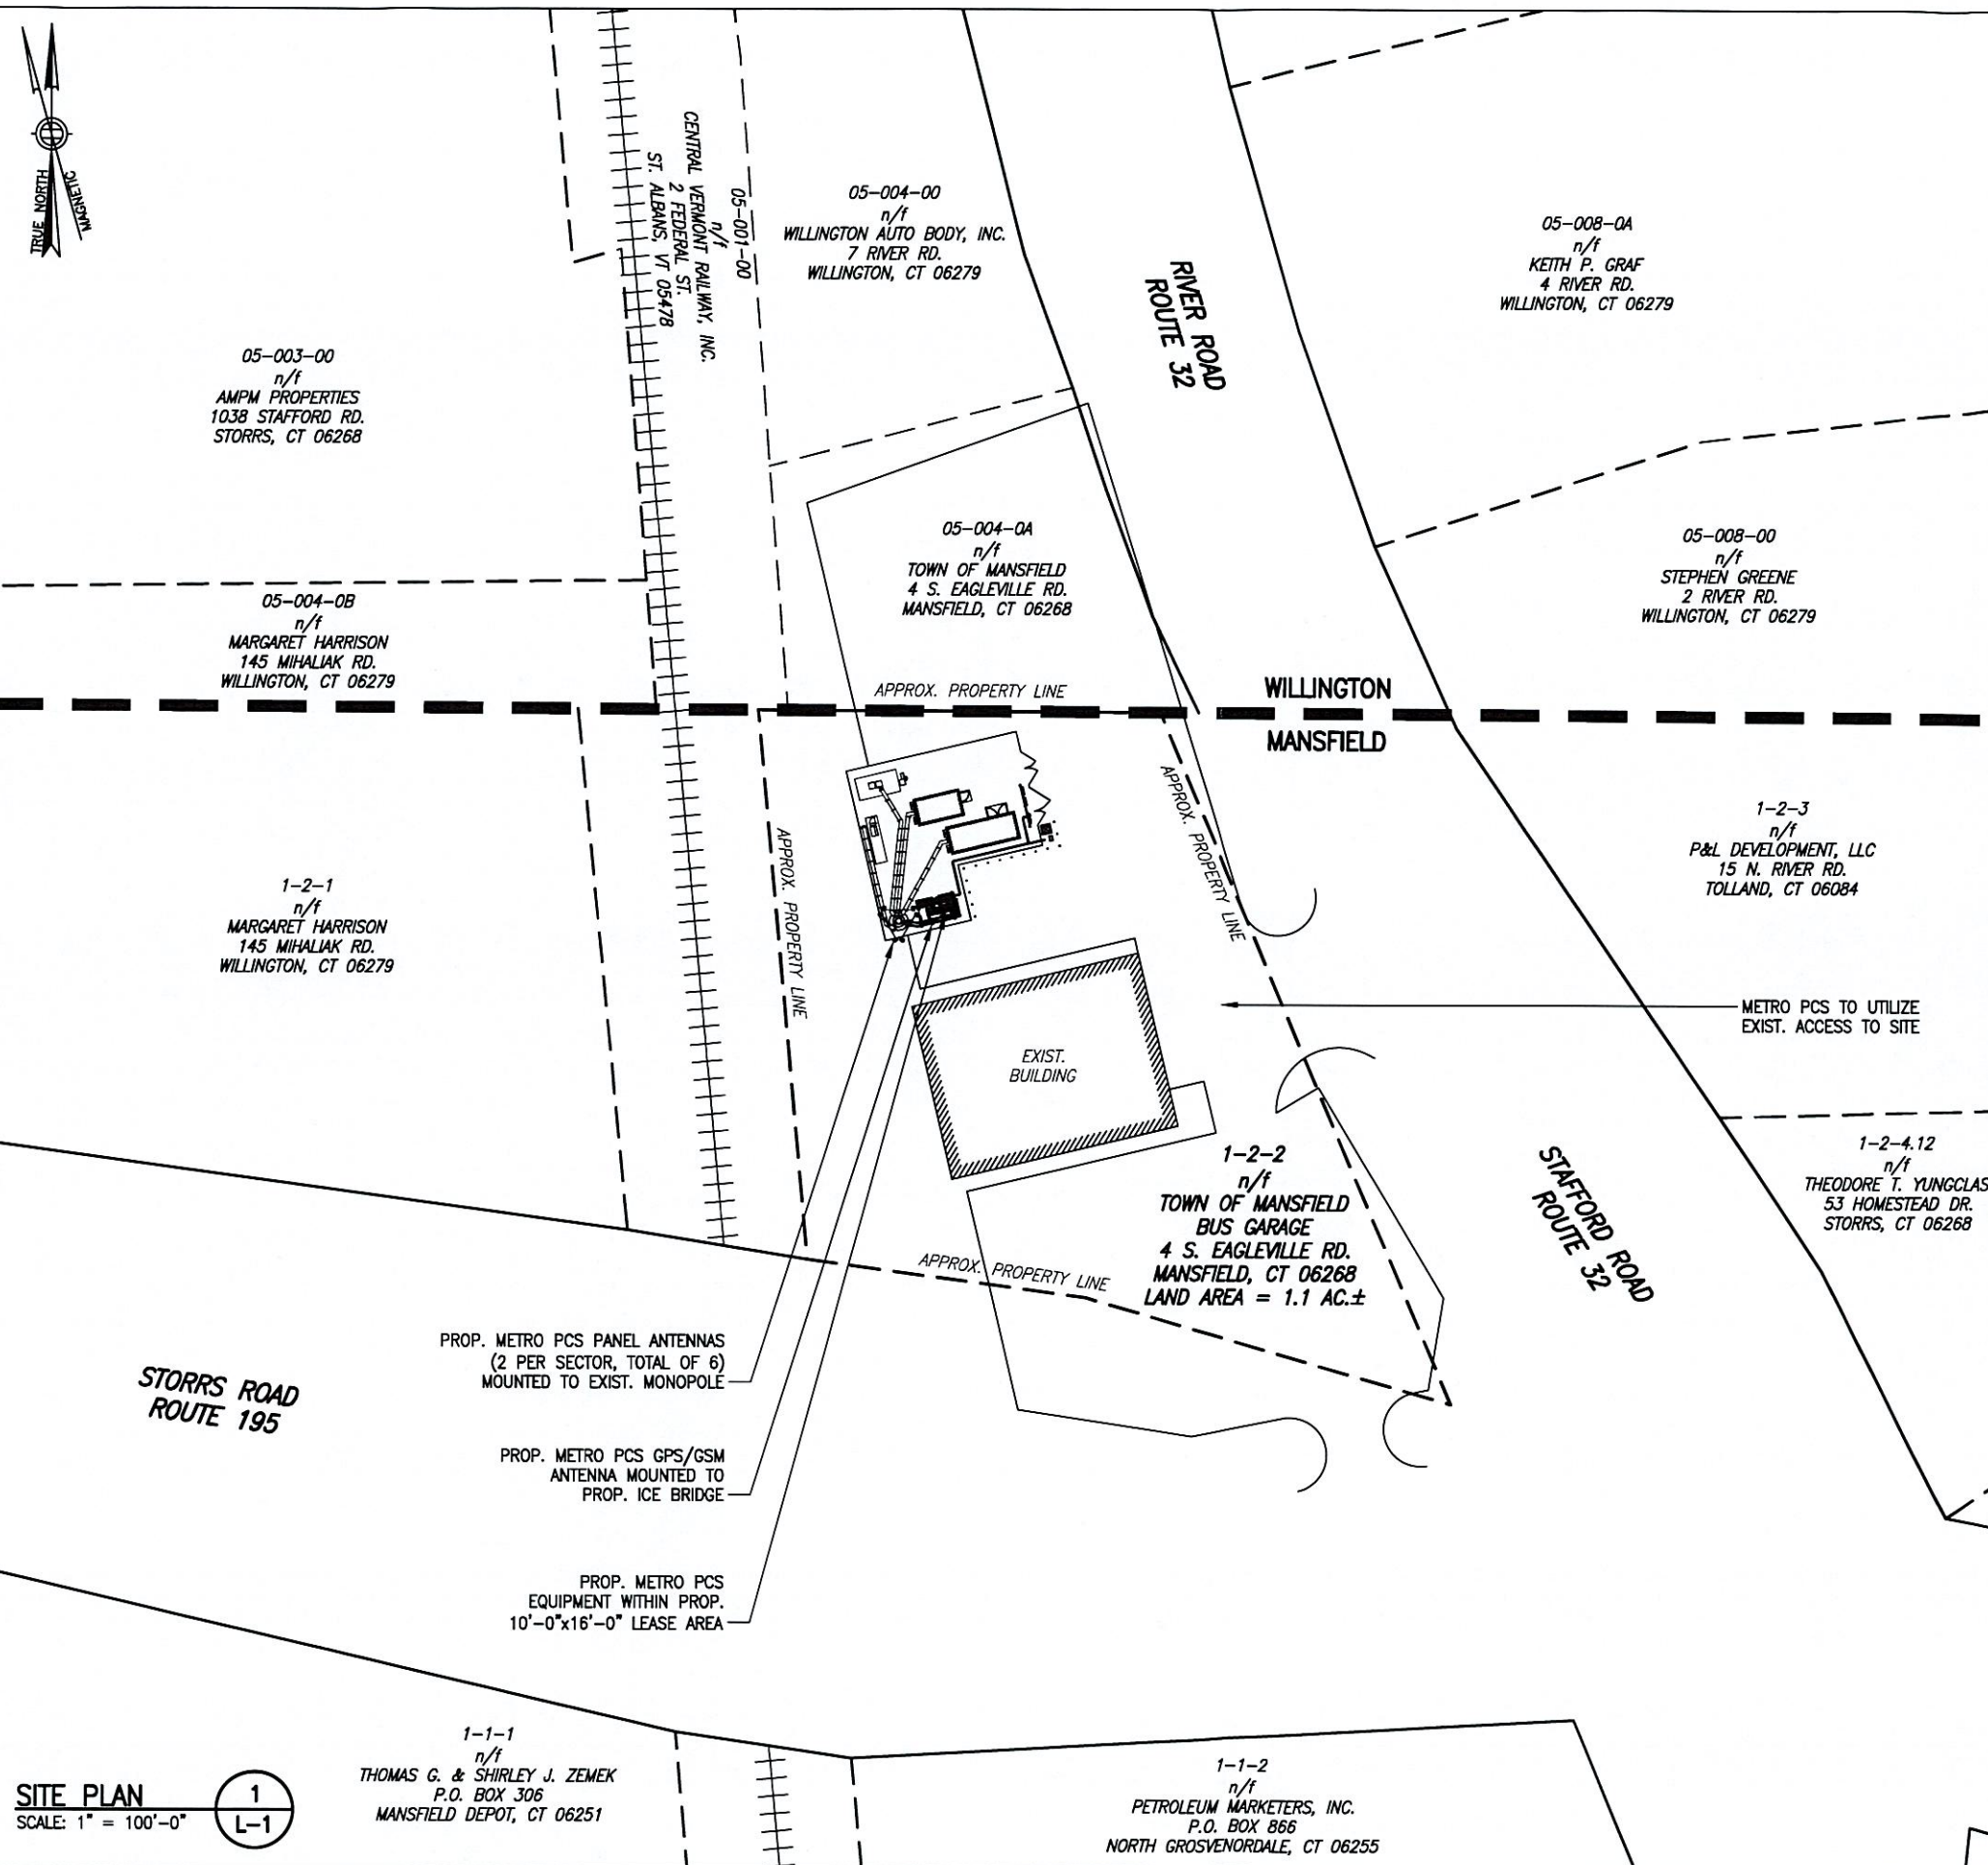 TRUE NORTH
MAGNETIC
05-001-00
n/f
CENTRAL VERMONT RAILWAY, INC.
2 FEDERAL ST.
ST. ALBANS, VT 05478
05-004-00
n/f
WILLINGTON AUTO BODY, INC.
7 RIVER RD.
WILLINGTON, CT 06279
RIVER ROAD
ROUTE 32
05-008-0A
n/f
KEITH P. GRAF
4 RIVER RD.
WILLINGTON, CT 06279
05-003-00
n/f
AMPM PROPERTIES
1038 STAFFORD RD.
STORRS, CT 06268
05-004-0A
n/f
TOWN OF MANSFIELD
4 S. EAGLEVILLE RD.
MANSFIELD, CT 06268
05-008-00
n/f
STEPHEN GREENE
2 RIVER RD.
WILLINGTON, CT 06279
05-004-0B
n/f
MARGARET HARRISON
145 MIHALIAK RD.
WILLINGTON, CT 06279
APPROX. PROPERTY LINE
WILLINGTON
MANSFIELD
1-2-1
n/f
MARGARET HARRISON
145 MIHALIAK RD.
WILLINGTON, CT 06279
APPROX. PROPERTY LINE
APPROX. PROPERTY LINE
1-2-3
n/f
P&L DEVELOPMENT, LLC
15 N. RIVER RD.
TOLLAND, CT 06084
METRO PCS TO UTILIZE
EXIST. ACCESS TO SITE
EXIST.
BUILDING
1-2-2
n/f
TOWN OF MANSFIELD
BUS GARAGE
4 S. EAGLEVILLE RD.
MANSFIELD, CT 06268
LAND AREA = 1.1 AC.±
STAFFORD ROAD
ROUTE 32
1-2-4.12
n/f
THEODORE T. YUNGCLAS
53 HOMESTEAD DR.
STORRS, CT 06268
APPROX. PROPERTY LINE
STORRS ROAD
ROUTE 195
PROP. METRO PCS PANEL ANTENNAS
(2 PER SECTOR, TOTAL OF 6)
MOUNTED TO EXIST. MONOPOLE
PROP. METRO PCS GPS/GSM
ANTENNA MOUNTED TO
PROP. ICE BRIDGE
PROP. METRO PCS
EQUIPMENT WITHIN PROP.
10'-0"x16'-0" LEASE AREA
SITE PLAN
SCALE: 1" = 100'-0"
1
L-1
1-1-1
n/f
THOMAS G. & SHIRLEY J. ZEMEK
P.O. BOX 306
MANSFIELD DEPOT, CT 06251
1-1-2
n/f
PETROLEUM MARKETERS, INC.
P.O. BOX 866
NORTH GROSVENORDALE, CT 06255